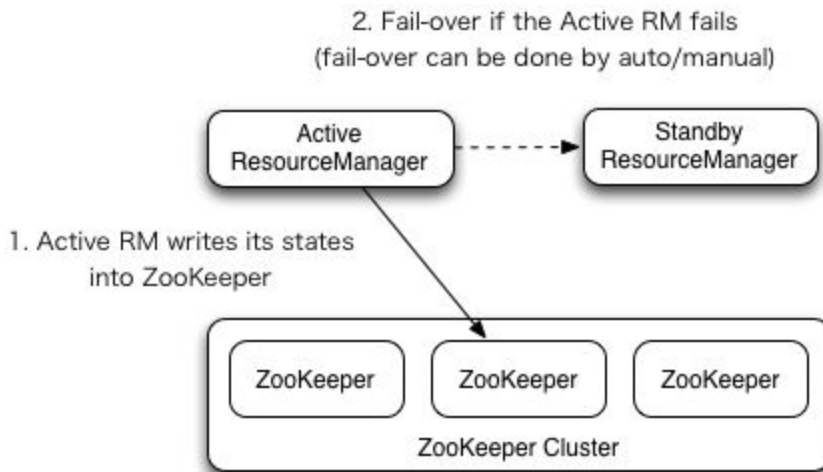 2. Fail-over if the Active RM fails
(fail-over can be done by auto/manual)
Active
ResourceManager
Standby
ResourceManager
1. Active RM writes its states
into ZooKeeper
ZooKeeper
ZooKeeper
ZooKeeper
ZooKeeper Cluster